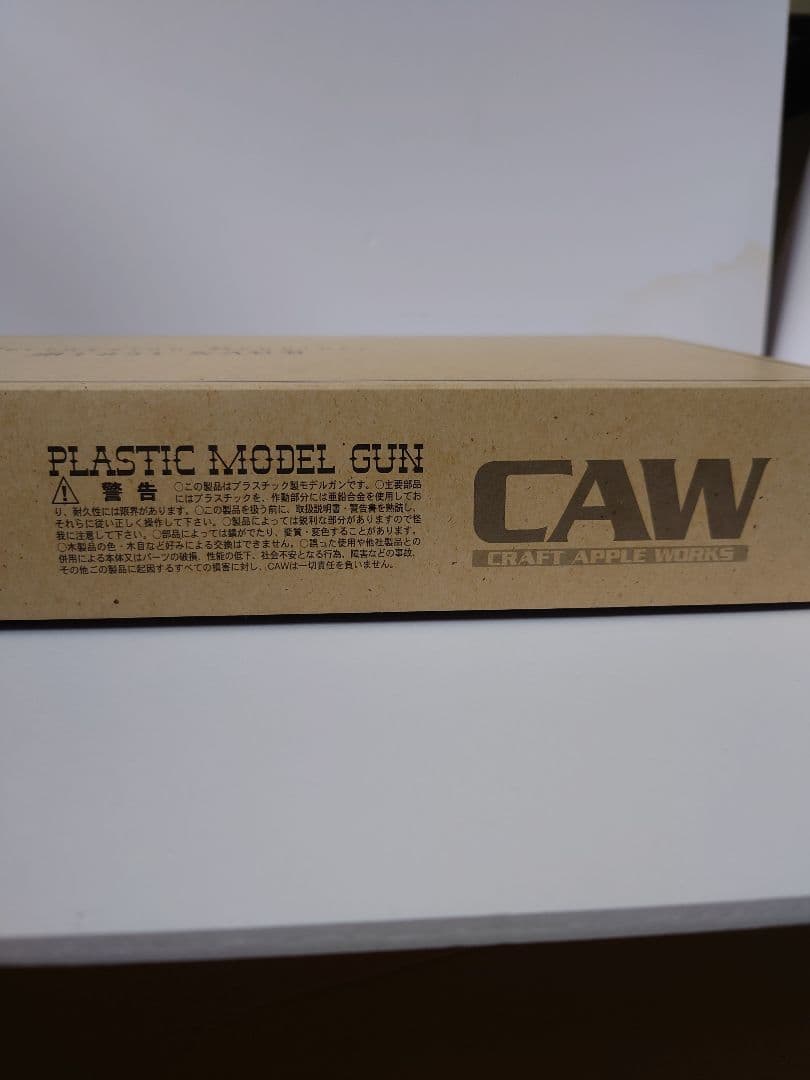 PLASTIC MODEL GUN
警告 ○この製品はプラスチック製モデルガンです。○主要部品
にはプラスチックを、作動部分には亜鉛合金を使用してお
り、耐久性には限界があります。○この製品を扱う前に、取扱説明書・警告書を熟読し、
それらに従い正しく操作して下さい。○製品によっては鋭利な部分がありますので怪
我に注意して下さい。○部品によっては錆がでたり、変質・変色することがあります。
○木製品の色・木目など好みによる交換はできません。○誤った使用や他社製品との
併用による本体又はパーツの破損、性能の低下、社会不安となる行為、障害などの事故、
その他この製品に起因するすべての損害に対し、CAWは一切責任を負いません。
CAW
CRAFT APPLE WORKS